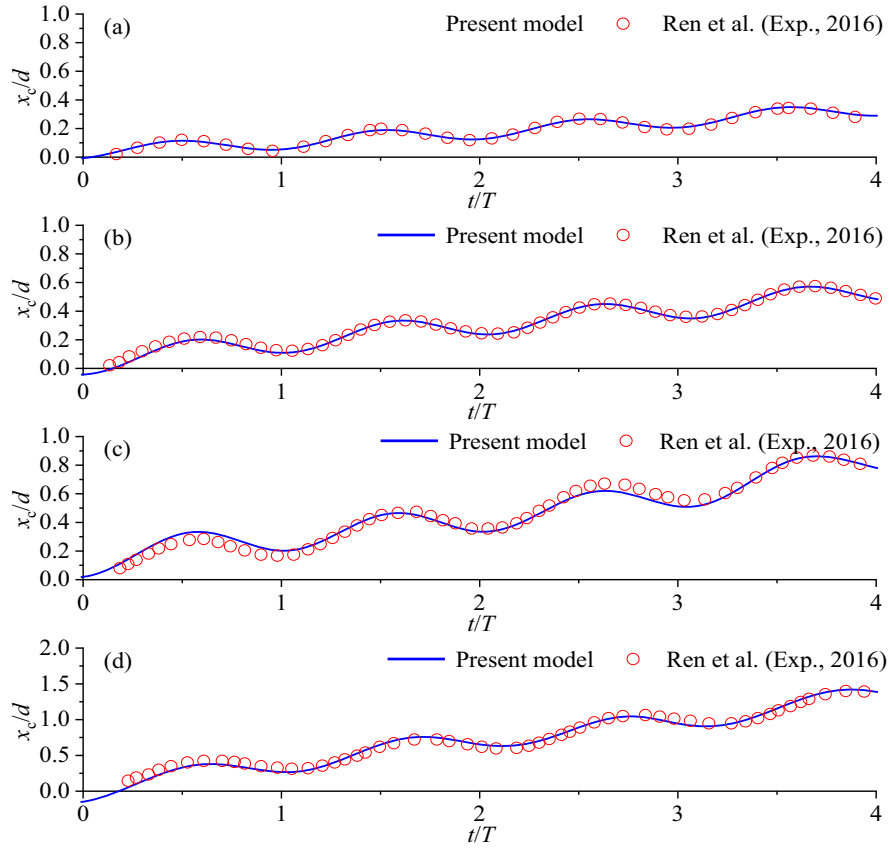 (a) Present model Ren et al. (Exp., 2016)
1.0
0.8
0.6
0.4
0.2
0.0
x_c/d
0 1 2 3 4
t/T
(b) Present model Ren et al. (Exp., 2016)
1.0
0.8
0.6
0.4
0.2
0.0
x_c/d
0 1 2 3 4
t/T
(c) Present model Ren et al. (Exp., 2016)
1.0
0.8
0.6
0.4
0.2
0.0
x_c/d
0 1 2 3 4
t/T
(d) Present model Ren et al. (Exp., 2016)
2.0
1.5
1.0
0.5
0.0
x_c/d
0 1 2 3 4
t/T